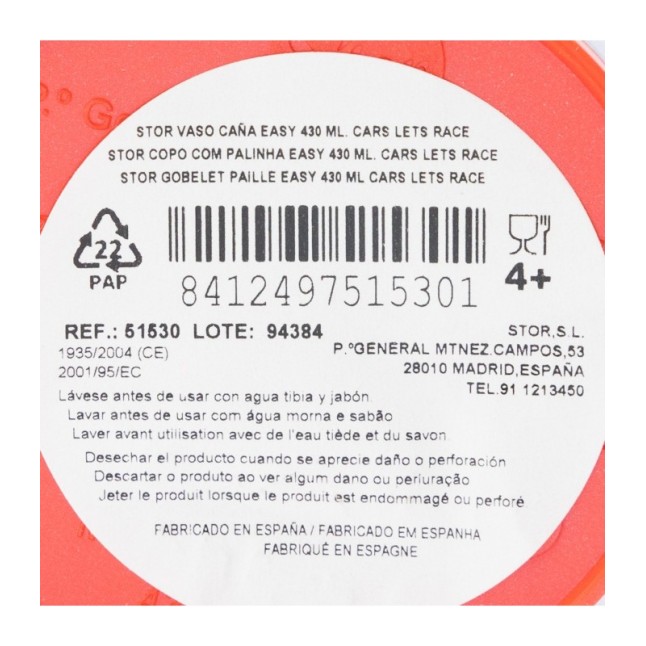 STOR VASO CAÑA EASY 430 ML. CARS LETS RACE
STOR COPO COM PALINHA EASY 430 ML. CARS LETS RACE
STOR GOBELET PAILLE EASY 430 ML CARS LETS RACE
22
PAP
8412497515301
4+
REF.: 51530 LOTE: 94384
1935/2004 (CE)
2001/95/EC
STOR,S.L.
P.ºGENERAL MTNEZ.CAMPOS,53
28010 MADRID,ESPAÑA
TEL.91 1213450
Lávese antes de usar con agua tibia y jabón.
Lavar antes de usar com água morna e sabão
Laver avant utilisation avec de l'eau tiède et du savon.
Desechar el producto cuando se aprecie daño o perforación
Descartar o produto ao ver algum dano ou periuração
Jeter le produit lorsque le produit est endommagé ou perforé
FABRICADO EN ESPAÑA / FABRICADO EM ESPANHA
FABRIQUÉ EN ESPAGNE